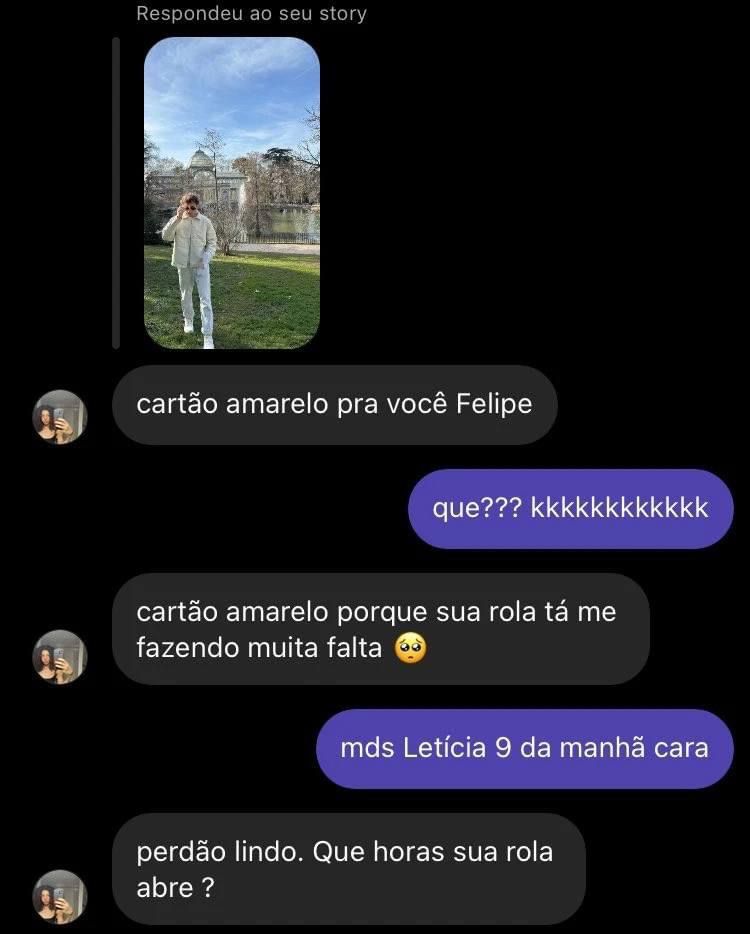 Respondeu ao seu story
cartão amarelo pra você Felipe
que??? kkkkkkkkkkkk
cartão amarelo porque sua rola tá me
fazendo muita falta 🥺
mds Letícia 9 da manhã cara
perdão lindo. Que horas sua rola
abre ?